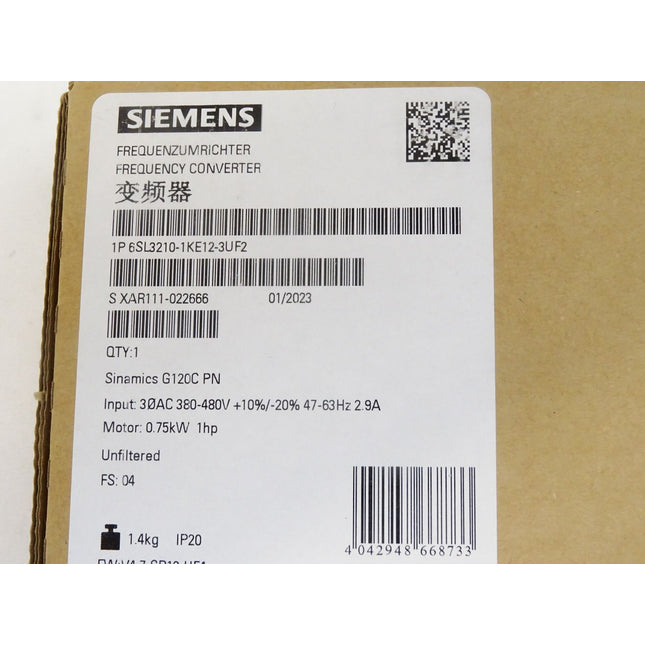 SIEMENS
FREQUENZUMRICHTER
FREQUENCY CONVERTER
变频器
1P 6SL3210-1KE12-3UF2
S XAR111-022666 01/2023
QTY:1
Sinamics G120C PN
Input: 3ØAC 380-480V +10%/-20% 47-63Hz 2.9A
Motor: 0.75kW 1hp
Unfiltered
FS: 04
1.4kg IP20
4 042948 668733